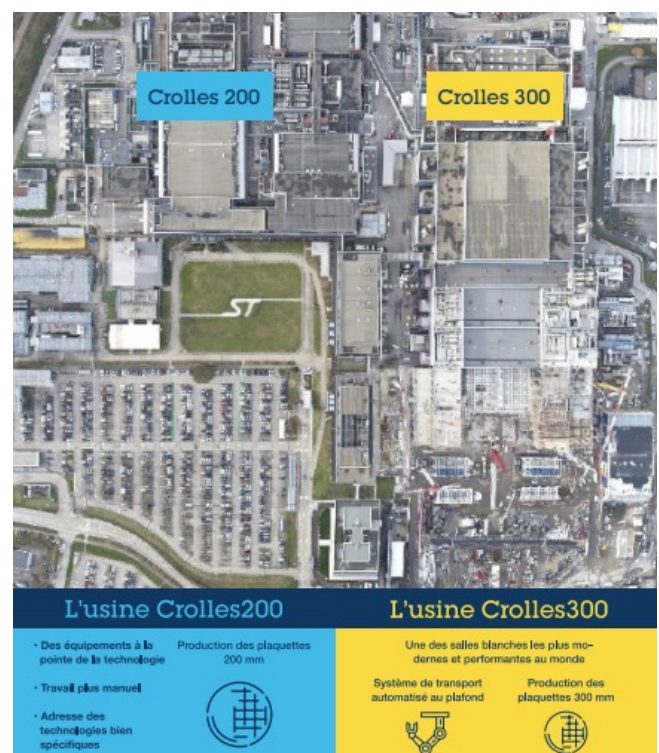 Crolles 200
Crolles 300
ST
L'usine Crolles200
• Des équipements à la
pointe de la technologie
• Travail plus manuel
• Adresse des
technologies bien
spécifiques
Production des plaquettes
200 mm
L'usine Crolles300
Une des salles blanches les plus mo-
dernes et performantes au monde
Système de transport
automatisé au plafond
Production des
plaquettes 300 mm